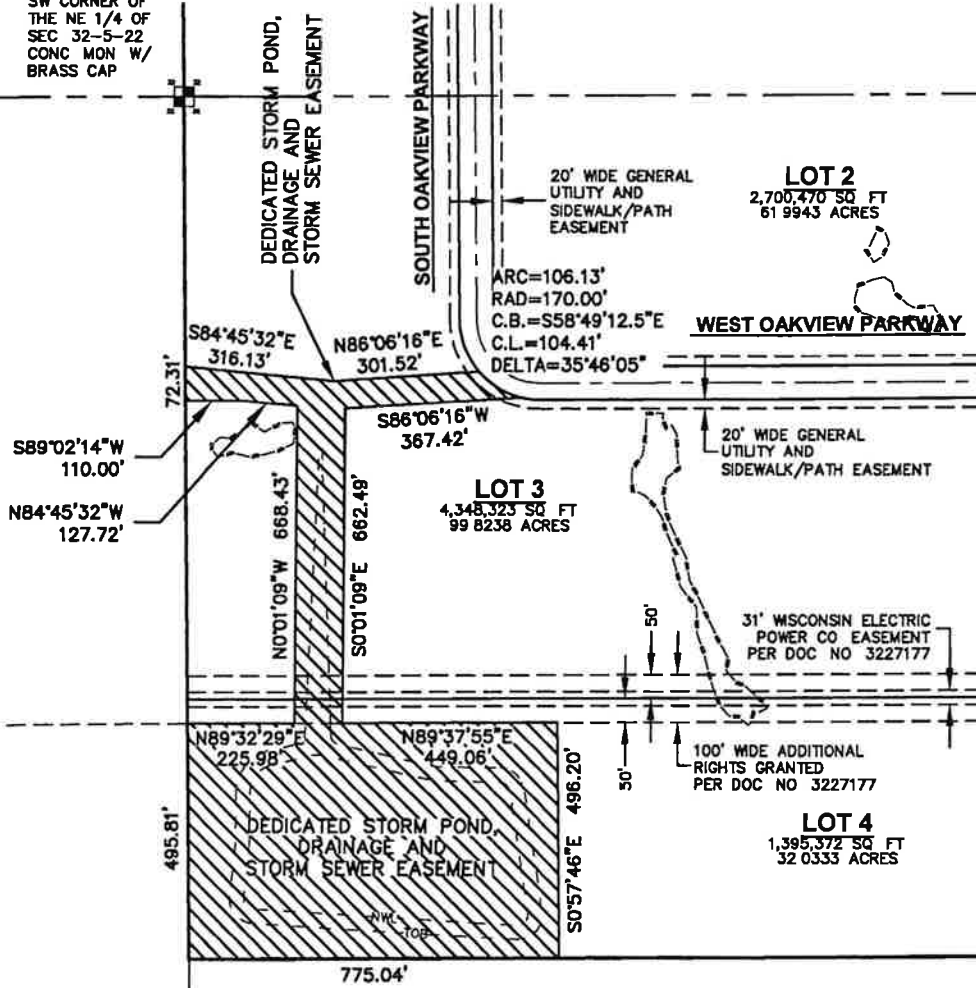 SW CORNER OF
THE NE 1/4 OF
SEC 32-5-22
CONC MON W/
BRASS CAP
DEDICATED STORM POND,
DRAINAGE AND
STORM SEWER EASEMENT
SOUTH OAKVIEW PARKWAY
20' WIDE GENERAL
UTILITY AND
SIDEWALK/PATH
EASEMENT
LOT 2
2,700,470 SQ FT
61 9943 ACRES
ARC=106.13'
RAD=170.00'
C.B.=S58°49'12.5"E
C.L.=104.41'
DELTA=35°46'05"
WEST OAKVIEW PARKWAY
S84°45'32"E
316.13'
N86°06'16"E
301.52'
72.31'
S86°06'16"W
367.42'
S89°02'14"W
110.00'
N84°45'32"W
127.72'
20' WIDE GENERAL
UTILITY AND
SIDEWALK/PATH EASEMENT
LOT 3
4,348,323 SQ FT
99 8238 ACRES
N0°01'09"W 668.43'
S0°01'09"E 662.49'
31' WISCONSIN ELECTRIC
POWER CO EASEMENT
PER DOC NO 3227177
50'
50'
N89°32'29"E
225.98'
N89°37'55"E
449.06'
100' WIDE ADDITIONAL
RIGHTS GRANTED
PER DOC NO 3227177
495.81'
S0°57'46"E 496.20'
DEDICATED STORM POND,
DRAINAGE AND
STORM SEWER EASEMENT
LOT 4
1,395,372 SQ FT
32 0333 ACRES
NWL
TOB
775.04'